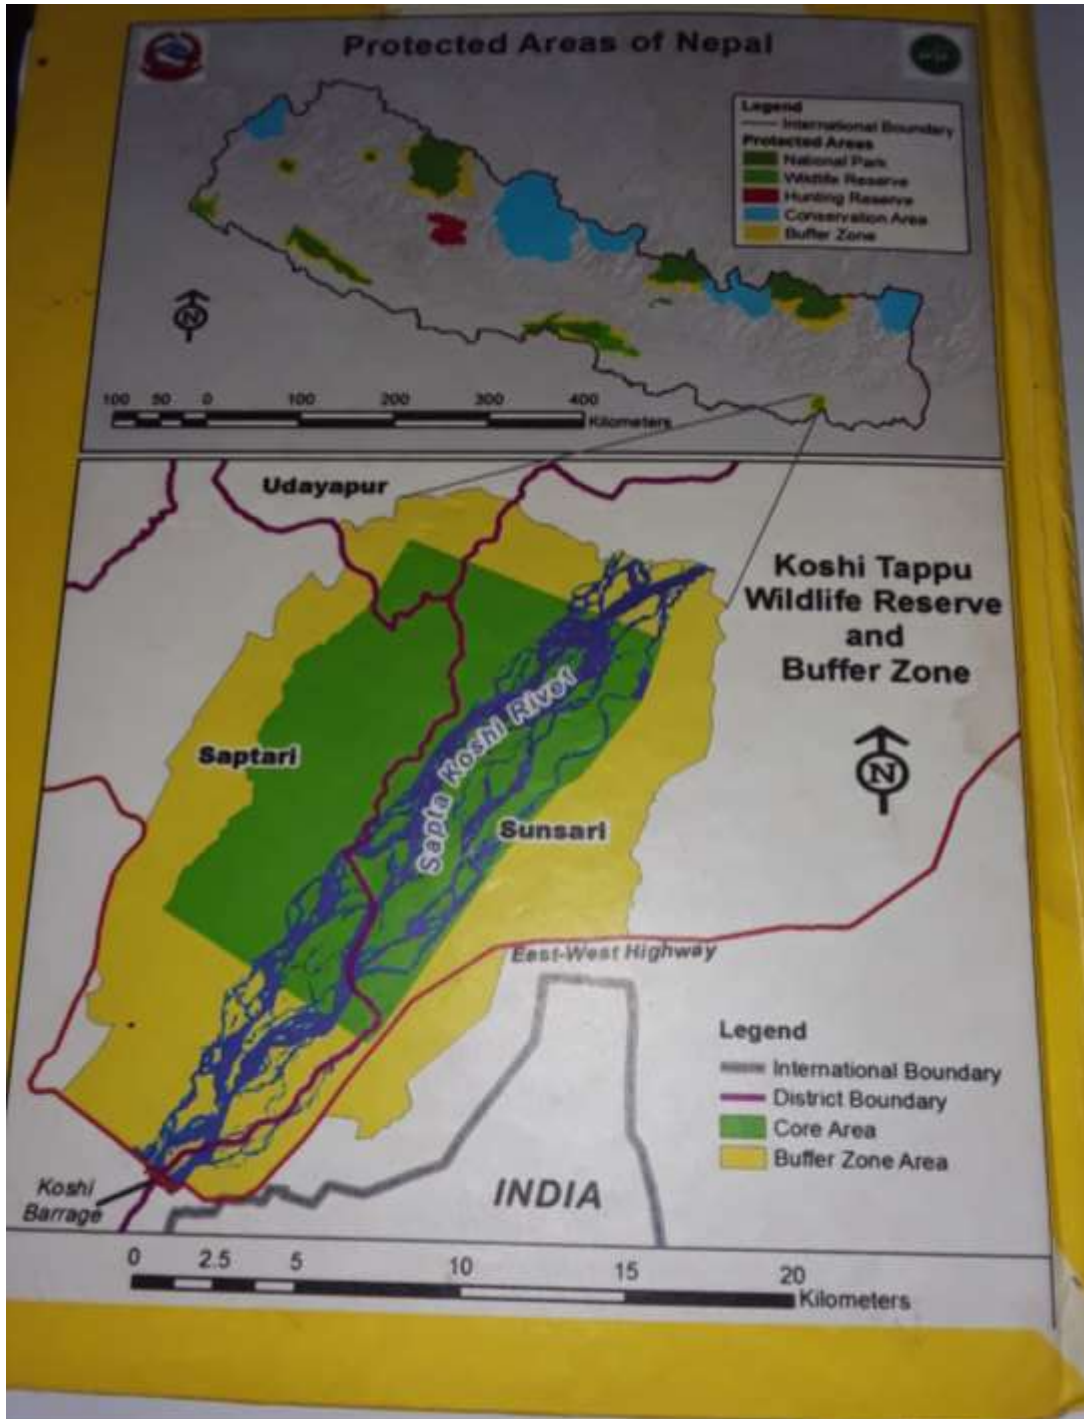 Protected Areas of Nepal
Legend
International Boundary
Protected Areas
National Park
Wildlife Reserve
Hunting Reserve
Conservation Area
Buffer Zone
N
100 50 0 100 200 300 400
Kilometers
Udayapur
Koshi Tappu
Wildlife Reserve
and
Buffer Zone
Saptari
Sapta Koshi River
N
Sunsari
East-West Highway
Legend
International Boundary
District Boundary
Core Area
Buffer Zone Area
Koshi
Barrage
INDIA
0 2.5 5 10 15 20
Kilometers